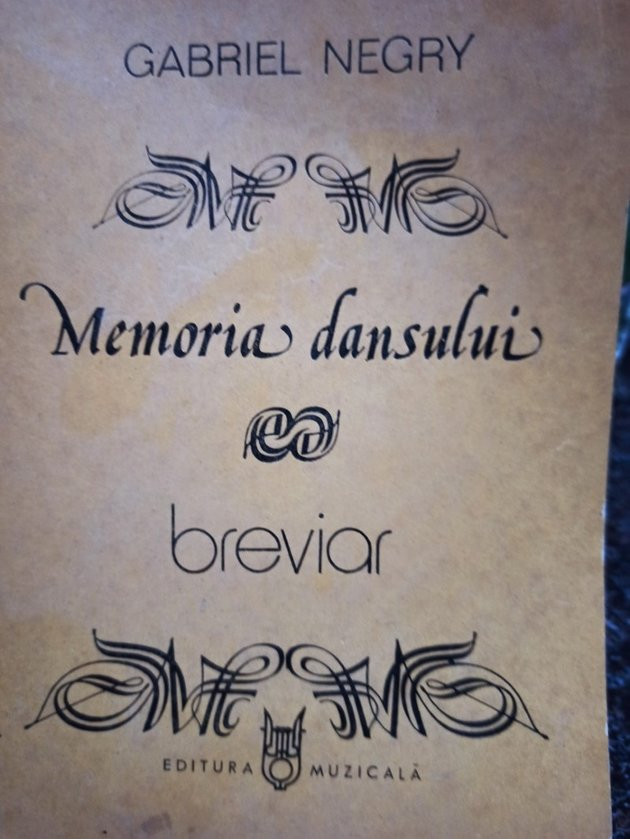 GABRIEL NEGRY
Memoria dansului
breviar
EDITURA MUZICALĂ